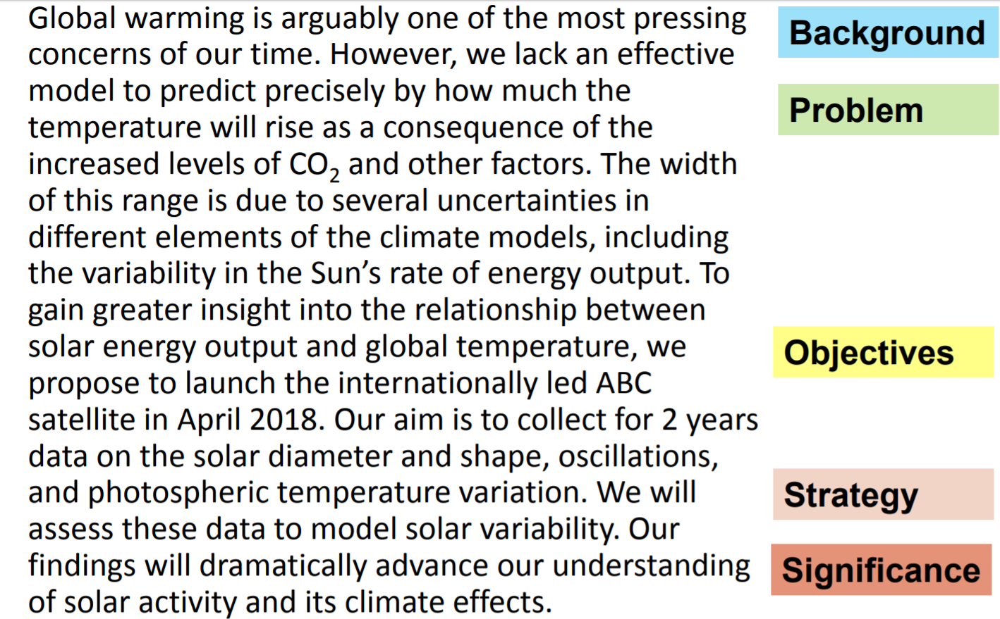 Global warming is arguably one of the most pressing
concerns of our time. However, we lack an effective
model to predict precisely by how much the
temperature will rise as a consequence of the
increased levels of CO₂ and other factors. The width
of this range is due to several uncertainties in
different elements of the climate models, including
the variability in the Sun’s rate of energy output. To
gain greater insight into the relationship between
solar energy output and global temperature, we
propose to launch the internationally led ABC
satellite in April 2018. Our aim is to collect for 2 years
data on the solar diameter and shape, oscillations,
and photospheric temperature variation. We will
assess these data to model solar variability. Our
findings will dramatically advance our understanding
of solar activity and its climate effects.
Background
Problem
Objectives
Strategy
Significance